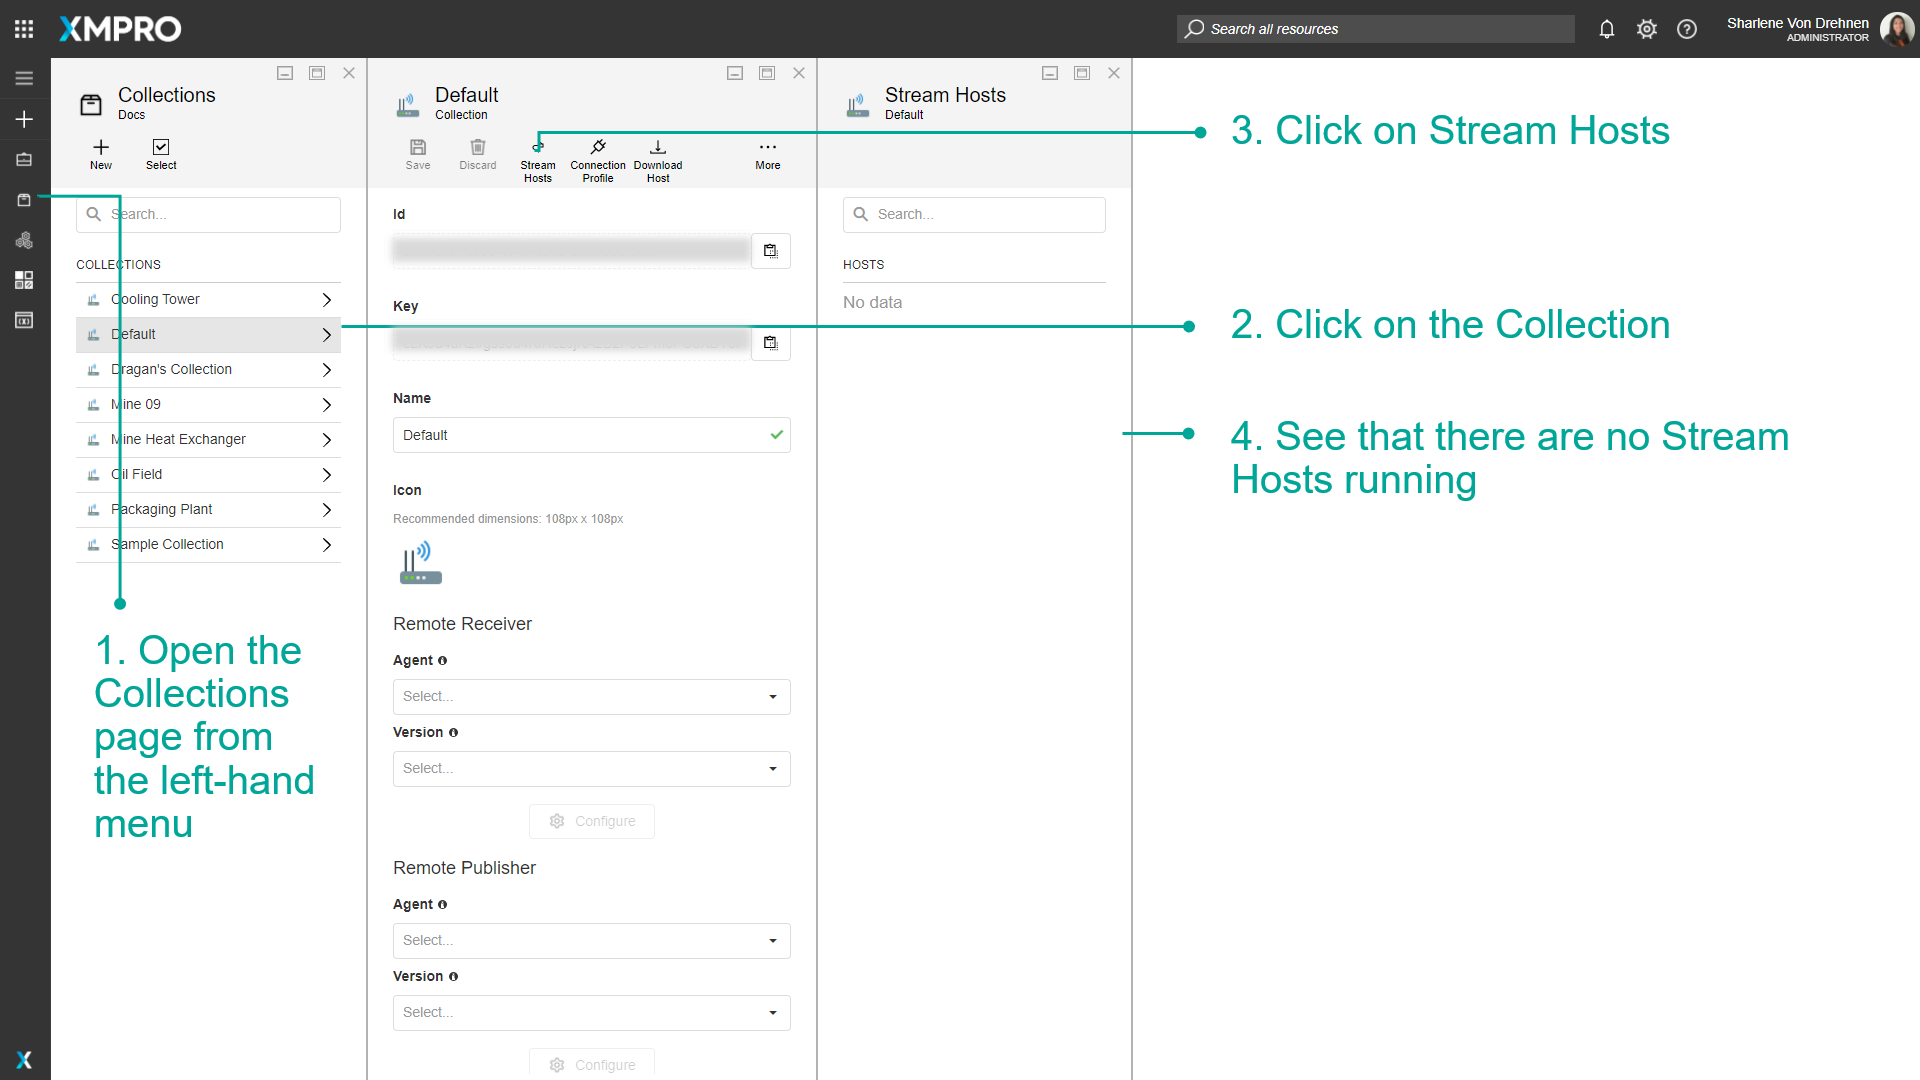 XMPRO
Search all resources
Sharlene Von Drehnen
ADMINISTRATOR
Collections
Docs
New
Select
Search...
COLLECTIONS
Cooling Tower
Default
Dragan's Collection
Mine 09
Mine Heat Exchanger
Oil Field
Packaging Plant
Sample Collection
1. Open the
Collections
page from
the left-hand
menu
Default
Collection
Save
Discard
Stream
Hosts
Connection
Profile
Download
Host
More
Id
Key
Name
Default
Icon
Recommended dimensions: 108px x 108px
Remote Receiver
Agent
Select...
Version
Select...
Configure
Remote Publisher
Agent
Select...
Version
Select...
Configure
Stream Hosts
Default
Search...
HOSTS
No data
3. Click on Stream Hosts
2. Click on the Collection
4. See that there are no Stream
Hosts running